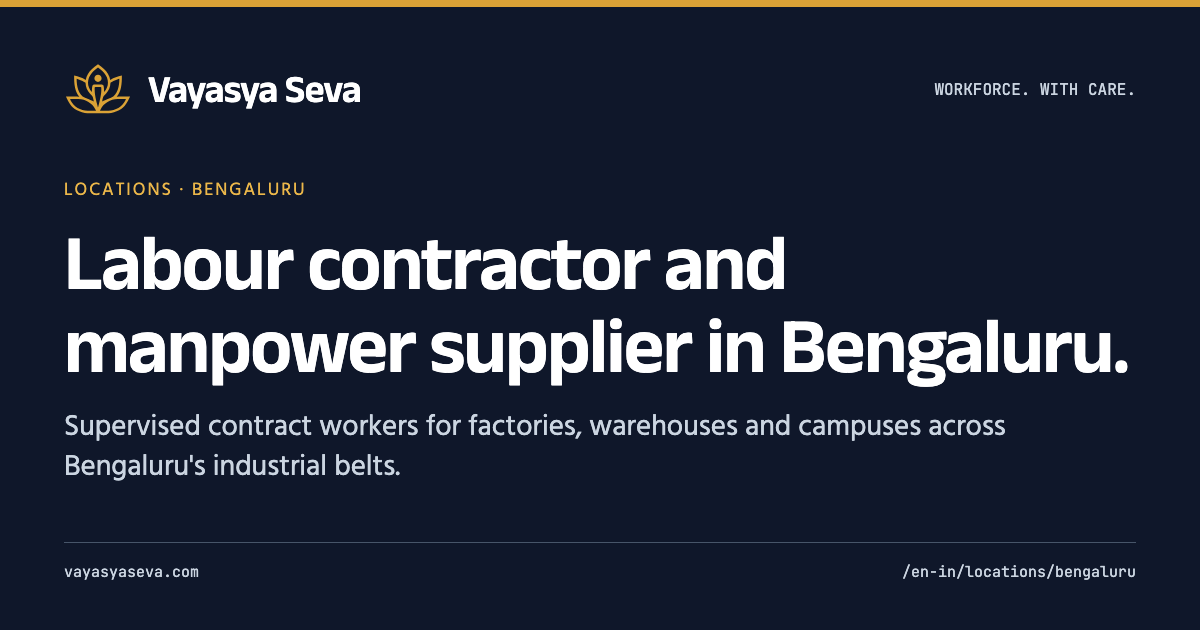 Vayasya Seva
WORKFORCE. WITH CARE.
LOCATIONS · BENGALURU
Labour contractor and
manpower supplier in Bengaluru.
Supervised contract workers for factories, warehouses and campuses across
Bengaluru's industrial belts.
vayasyaseva.com
/en-in/locations/bengaluru